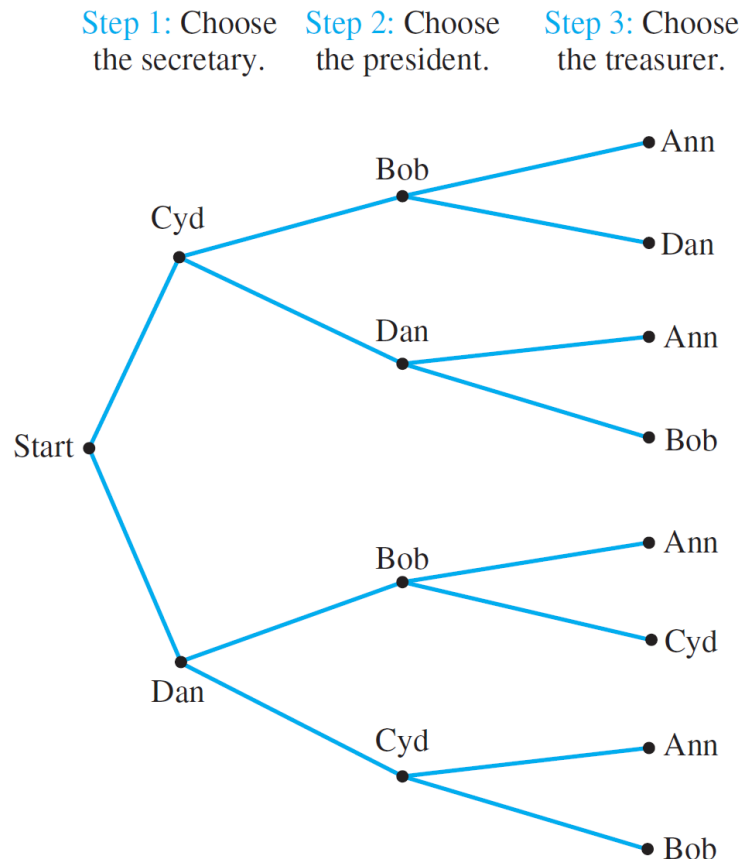 Step 1: Choose the secretary.
Step 2: Choose the president.
Step 3: Choose the treasurer.
Ann
Bob
Cyd
Dan
Dan
Ann
Bob
Start
Ann
Bob
Cyd
Dan
Cyd
Ann
Bob